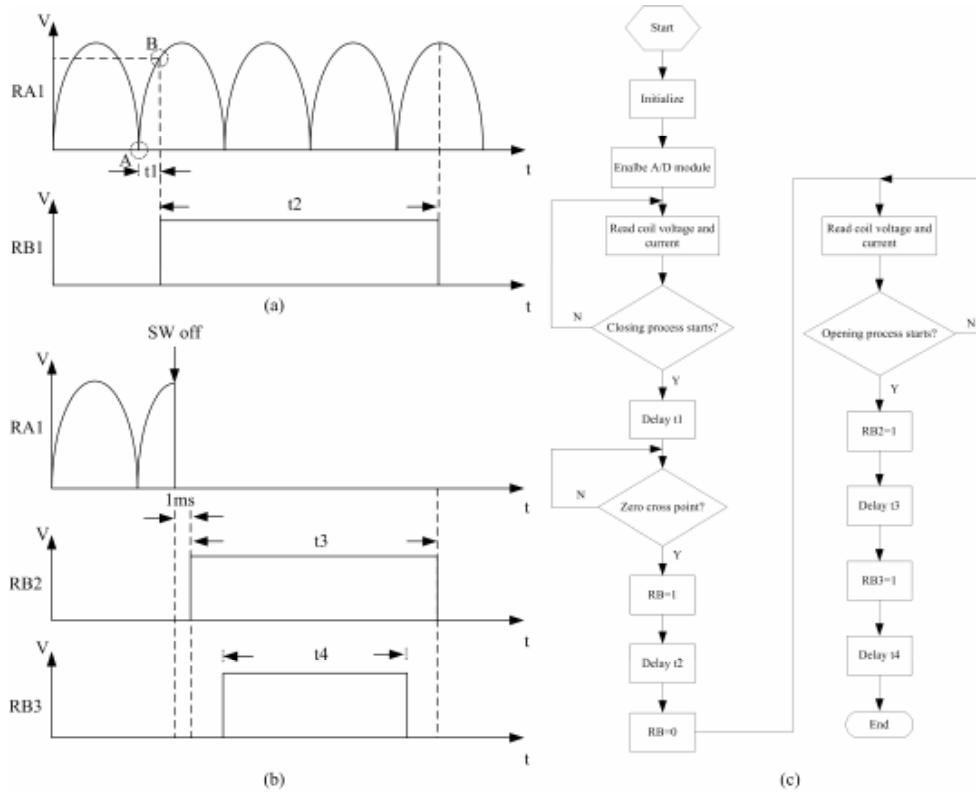 V
B
RA1
A
t1
t
V
t2
RB1
t
(a)
SW off
V
RA1
1ms
t
V
t3
RB2
t
V
t4
RB3
t
(b)
Start
Initialize
Enalbe A/D module
Read coil voltage and
current
N
Closing process starts?
Y
Delay t1
N
Zero cross point?
Y
RB=1
Delay t2
RB=0
Read coil voltage and
current
Opening process starts?
N
Y
RB2=1
Delay t3
RB3=1
Delay t4
End
(c)